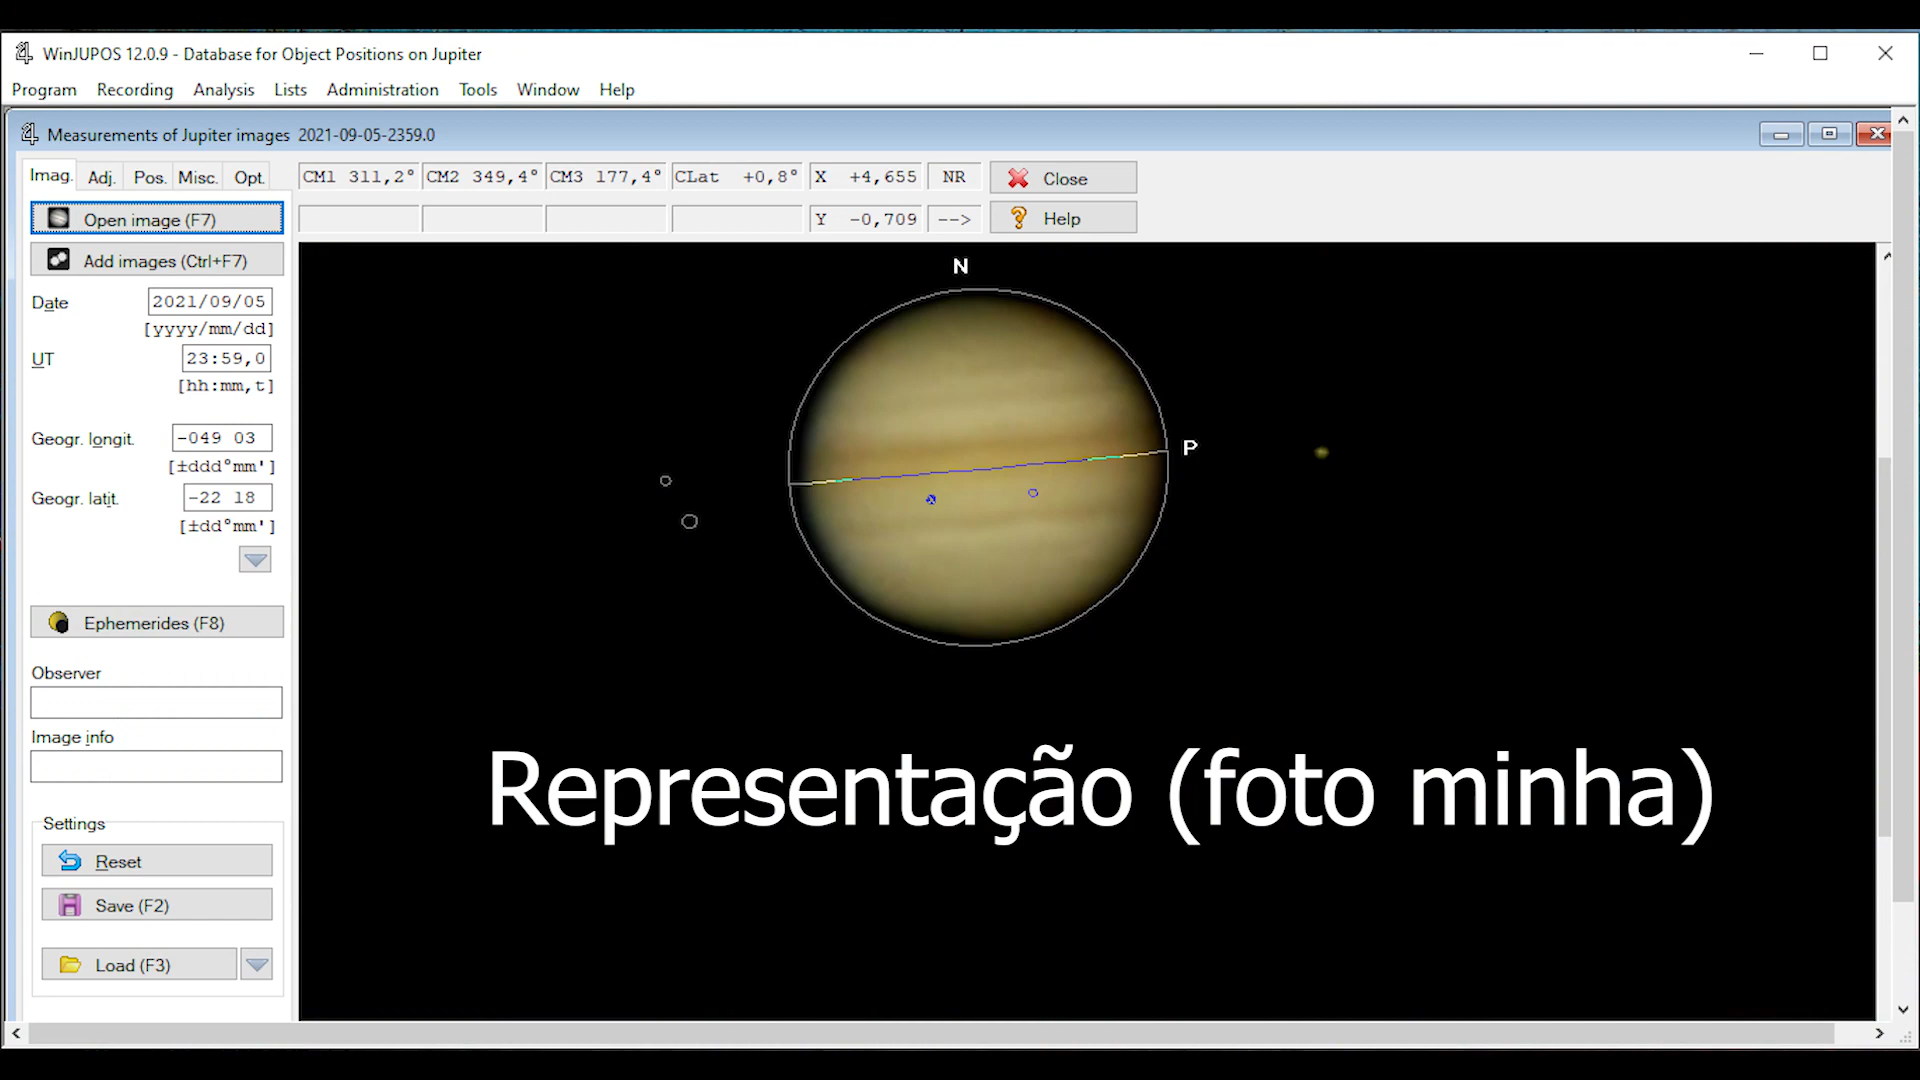 WinJUPOS 12.0.9 - Database for Object Positions on Jupiter
Program Recording Analysis Lists Administration Tools Window Help
Measurements of Jupiter images 2021-09-05-2359.0
Imag. Adj. Pos. Misc. Opt.
CM1 311,2° CM2 349,4° CM3 177,4° CLat +0,8° X +4,655 NR Close
Y -0,709 --> Help
Open image (F7)
Add images (Ctrl+F7)
Date 2021/09/05
[yyyy/mm/dd]
UT 23:59,0
[hh:mm,t]
Geogr. longit. -049 03
[±ddd°mm']
Geogr. latit. -22 18
[±dd°mm']
Ephemerides (F8)
Observer
Image info
Settings
Reset
Save (F2)
Load (F3)
N
P
Representação (foto minha)